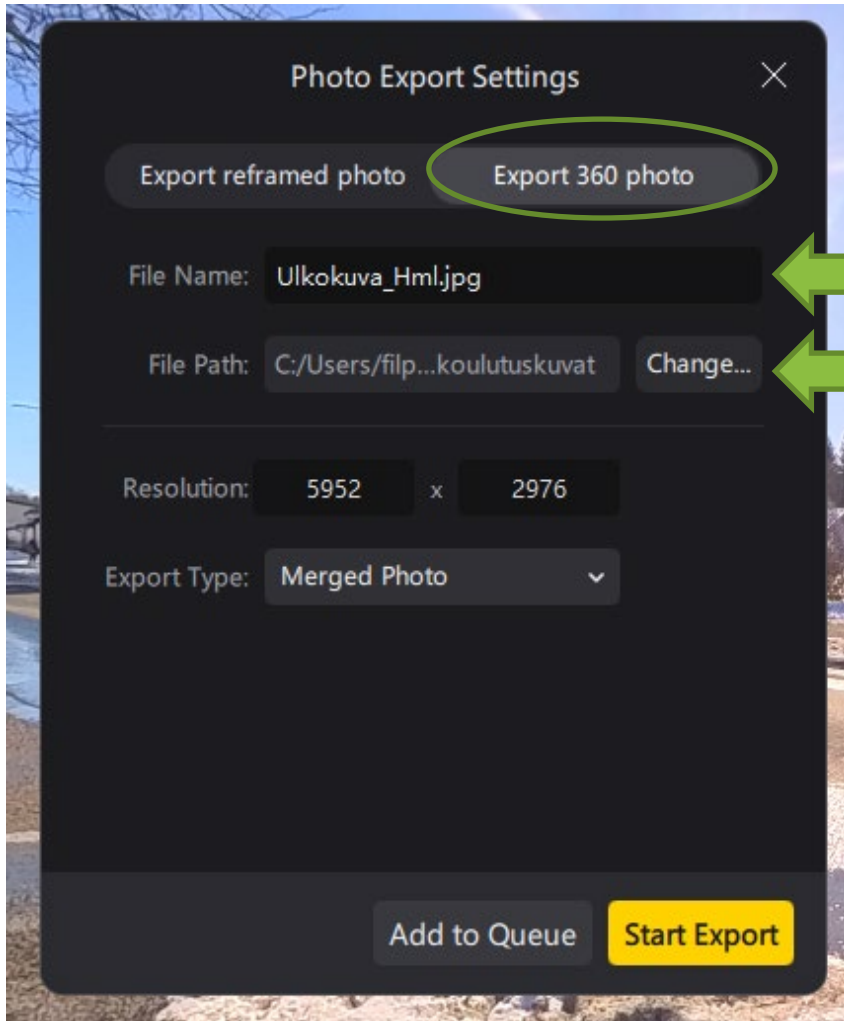 Photo Export Settings
Export reframed photo Export 360 photo
File Name: Ulkokuva_Hml.jpg
File Path: C:/Users/filp...koulutuskuvat Change...
Resolution: 5952 x 2976
Export Type: Merged Photo
Add to Queue Start Export